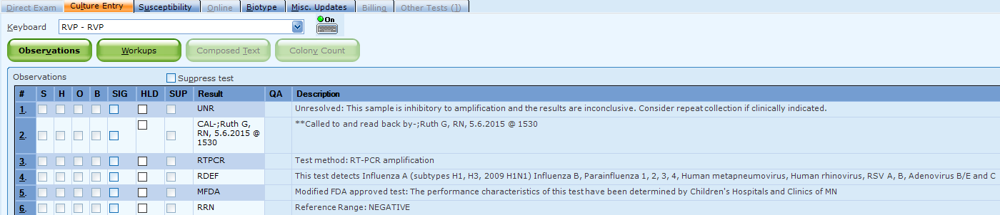 Direct Exam Culture Entry Susceptibility Online Biotype Misc. Updates Billing Other Tests (])
Keyboard RVP - RVP On
Observations Workups Composed Text Colony Count
Observations Suppress test
# S H O B SIG HLD SUP Result QA Description
1. UNR Unresolved: This sample is inhibitory to amplification and the results are inconclusive. Consider repeat collection if clinically indicated.
2. CAL-;Ruth G, RN, 5.6.2015 @ 1530 **Called to and read back by-;Ruth G, RN, 5.6.2015 @ 1530
3. RTPCR Test method: RT-PCR amplification
4. RDEF This test detects Influenza A (subtypes H1, H3, 2009 H1N1) Influenza B, Parainfluenza 1, 2, 3, 4, Human metapneumovirus, Human rhinovirus, RSV A, B, Adenovirus B/E and C
5. MFDA Modified FDA approved test: The performance characteristics of this test have been determined by Children's Hospitals and Clinics of MN
6. RRN Reference Range: NEGATIVE